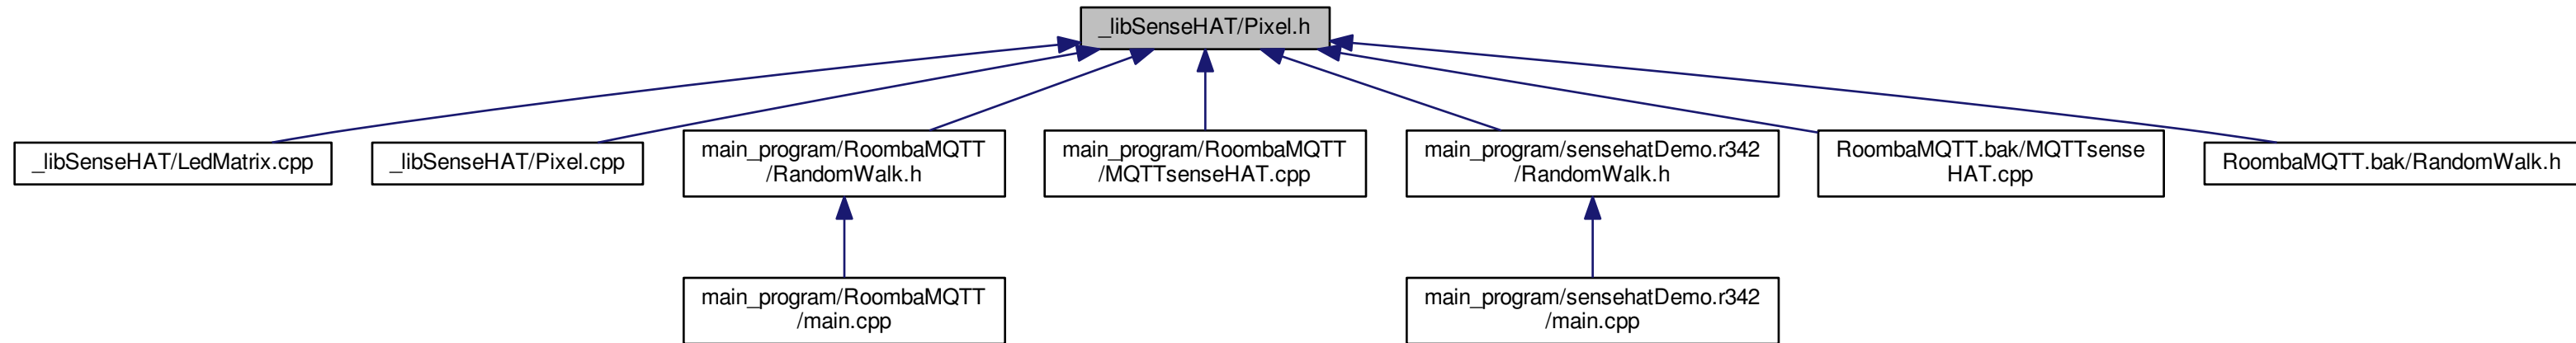 _libSenseHAT/Pixel.h
_libSenseHAT/LedMatrix.cpp
_libSenseHAT/Pixel.cpp
main_program/RoombaMQTT
/RandomWalk.h
main_program/RoombaMQTT
/MQTTsenseHAT.cpp
main_program/sensehatDemo.r342
/RandomWalk.h
RoombaMQTT.bak/MQTTsense
HAT.cpp
RoombaMQTT.bak/RandomWalk.h
main_program/RoombaMQTT
/main.cpp
main_program/sensehatDemo.r342
/main.cpp